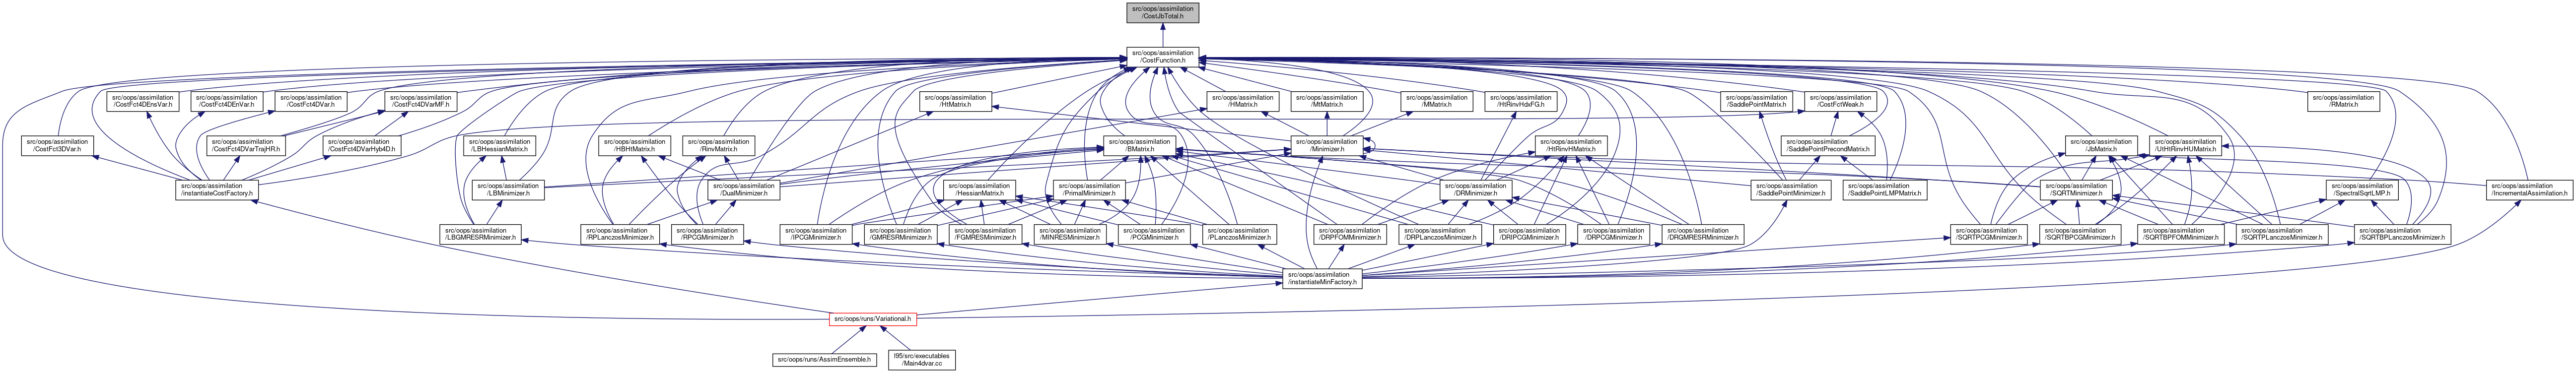 src/oops/assimilation
/CostJbTotal.h
src/oops/assimilation
/CostFunction.h
src/oops/assimilation
/CostFct4DEnsVar.h
src/oops/assimilation
/CostFct4DEnVar.h
src/oops/assimilation
/CostFct4DVar.h
src/oops/assimilation
/CostFct4DVarMF.h
src/oops/assimilation
/HtMatrix.h
src/oops/assimilation
/HMatrix.h
src/oops/assimilation
/MtMatrix.h
src/oops/assimilation
/MMatrix.h
src/oops/assimilation
/HtRinvHdxFG.h
src/oops/assimilation
/SaddlePointMatrix.h
src/oops/assimilation
/CostFctWeak.h
src/oops/assimilation
/RMatrix.h
src/oops/assimilation
/CostFct3DVar.h
src/oops/assimilation
/CostFct4DVarTrajHR.h
src/oops/assimilation
/CostFct4DVarHyb4D.h
src/oops/assimilation
/LBHessianMatrix.h
src/oops/assimilation
/HBHtMatrix.h
src/oops/assimilation
/RinvMatrix.h
src/oops/assimilation
/BMatrix.h
src/oops/assimilation
/Minimizer.h
src/oops/assimilation
/HtRinvHMatrix.h
src/oops/assimilation
/SaddlePointPrecondMatrix.h
src/oops/assimilation
/JbMatrix.h
src/oops/assimilation
/UtHtRinvHUMatrix.h
src/oops/assimilation
/instantiateCostFactory.h
src/oops/assimilation
/LBMinimizer.h
src/oops/assimilation
/DualMinimizer.h
src/oops/assimilation
/HessianMatrix.h
src/oops/assimilation
/PrimalMinimizer.h
src/oops/assimilation
/DRMinimizer.h
src/oops/assimilation
/SaddlePointMinimizer.h
src/oops/assimilation
/SaddlePointLMPMatrix.h
src/oops/assimilation
/SQRTMinimizer.h
src/oops/assimilation
/SpectralSqrtLMP.h
src/oops/assimilation
/IncrementalAssimilation.h
src/oops/assimilation
/LBGMRESRMinimizer.h
src/oops/assimilation
/RPLanczosMinimizer.h
src/oops/assimilation
/RPCGMinimizer.h
src/oops/assimilation
/IPCGMinimizer.h
src/oops/assimilation
/GMRESRMinimizer.h
src/oops/assimilation
/FGMRESMinimizer.h
src/oops/assimilation
/MINRESMinimizer.h
src/oops/assimilation
/PCGMinimizer.h
src/oops/assimilation
/PLanczosMinimizer.h
src/oops/assimilation
/DRPFOMMinimizer.h
src/oops/assimilation
/DRPLanczosMinimizer.h
src/oops/assimilation
/DRIPCGMinimizer.h
src/oops/assimilation
/DRPCGMinimizer.h
src/oops/assimilation
/DRGMRESRMinimizer.h
src/oops/assimilation
/SQRTPCGMinimizer.h
src/oops/assimilation
/SQRTBPCGMinimizer.h
src/oops/assimilation
/SQRTBPFOMMinimizer.h
src/oops/assimilation
/SQRTPLanczosMinimizer.h
src/oops/assimilation
/SQRTBPLanczosMinimizer.h
src/oops/assimilation
/instantiateMinFactory.h
src/oops/runs/Variational.h
src/oops/runs/AssimEnsemble.h
l95/src/executables
/Main4dvar.cc